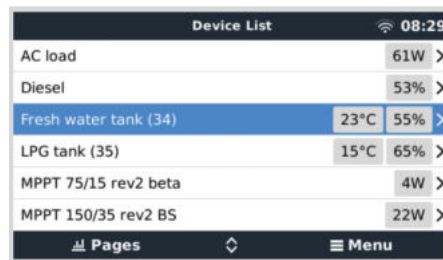 Device List 08:29
AC load 61W
Diesel 53%
Fresh water tank (34) 23°C 55%
LPG tank (35) 15°C 65%
MPPT 75/15 rev2 beta 4W
MPPT 150/35 rev2 BS 22W
Pages Menu